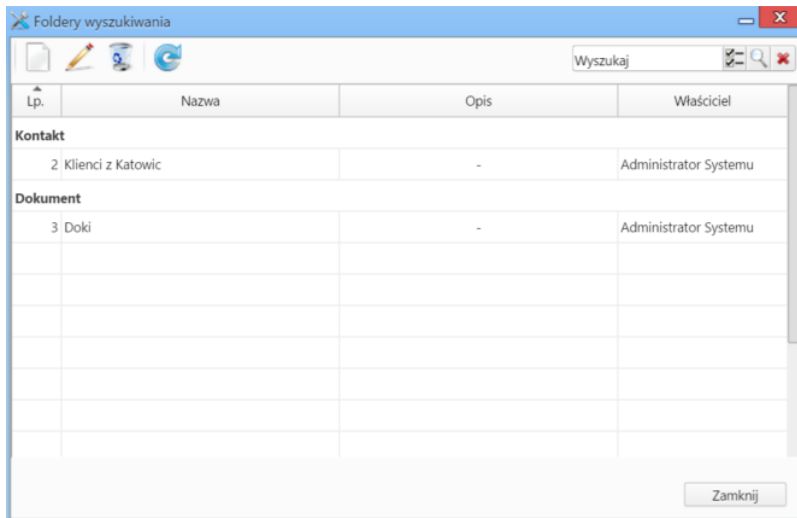 Foldery wyszukiwania
Wyszukaj
Lp. Nazwa Opis Właściciel
Kontakt
2 Klienci z Katowic - Administrator Systemu
Dokument
3 Doki - Administrator Systemu
Zamknij